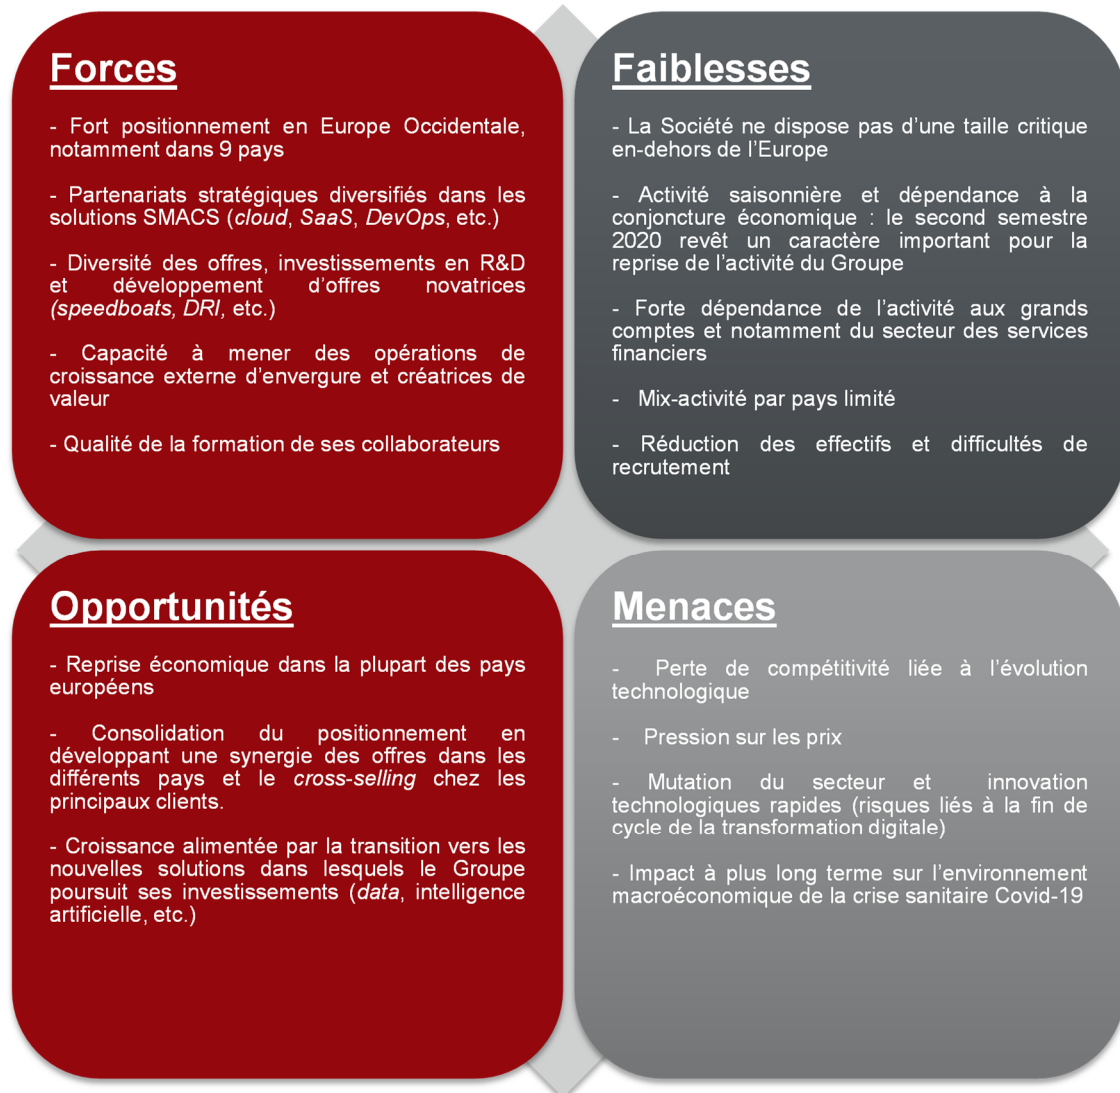 Forces
- Fort positionnement en Europe Occidentale,
notamment dans 9 pays
- Partenariats stratégiques diversifiés dans les
solutions SMACS (cloud, SaaS, DevOps, etc.)
- Diversité des offres, investissements en R&D
et développement d'offres novatrices
(speedboats, DRI, etc.)
- Capacité à mener des opérations de
croissance externe d'envergure et créatrices de
valeur
- Qualité de la formation de ses collaborateurs
Faiblesses
- La Société ne dispose pas d'une taille critique
en-dehors de l'Europe
- Activité saisonnière et dépendance à la
conjoncture économique : le second semestre
2020 revêt un caractère important pour la
reprise de l'activité du Groupe
- Forte dépendance de l'activité aux grands
comptes et notamment du secteur des services
financiers
- Mix-activité par pays limité
- Réduction des effectifs et difficultés de
recrutement
Opportunités
- Reprise économique dans la plupart des pays
européens
- Consolidation du positionnement en
développant une synergie des offres dans les
différents pays et le cross-selling chez les
principaux clients.
- Croissance alimentée par la transition vers les
nouvelles solutions dans lesquels le Groupe
poursuit ses investissements (data, intelligence
artificielle, etc.)
Menaces
- Perte de compétitivité liée à l'évolution
technologique
- Pression sur les prix
- Mutation du secteur et innovation
technologiques rapides (risques liés à la fin de
cycle de la transformation digitale)
- Impact à plus long terme sur l'environnement
macroéconomique de la crise sanitaire Covid-19